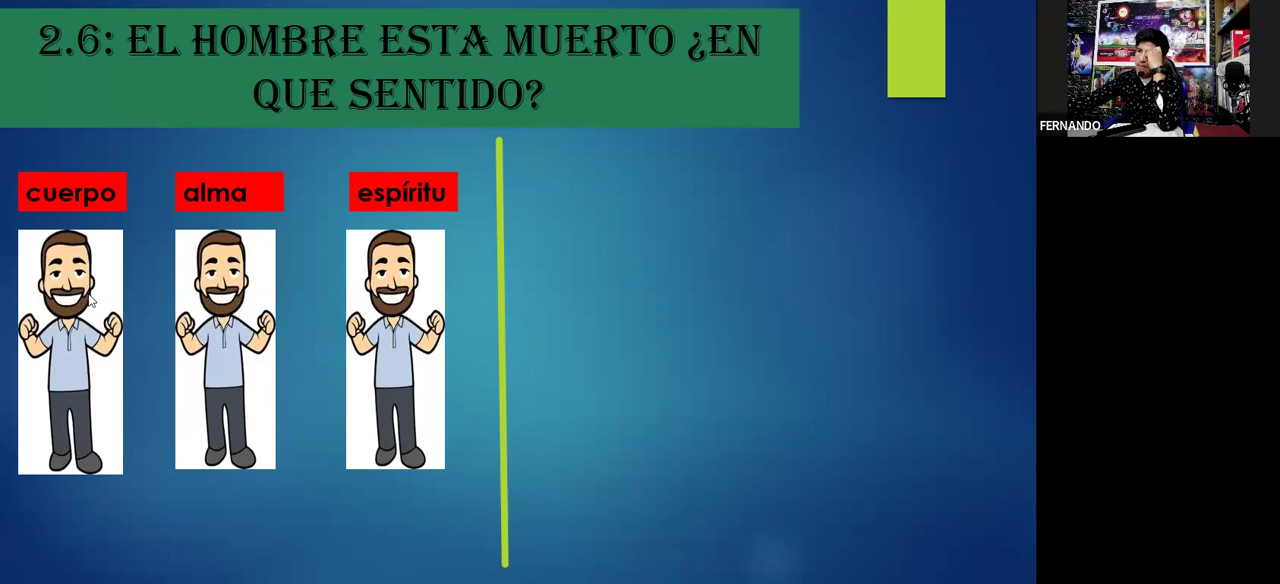 2.6: EL HOMBRE ESTA MUERTO ¿EN
QUE SENTIDO?
cuerpo
alma
espíritu
FERNANDO